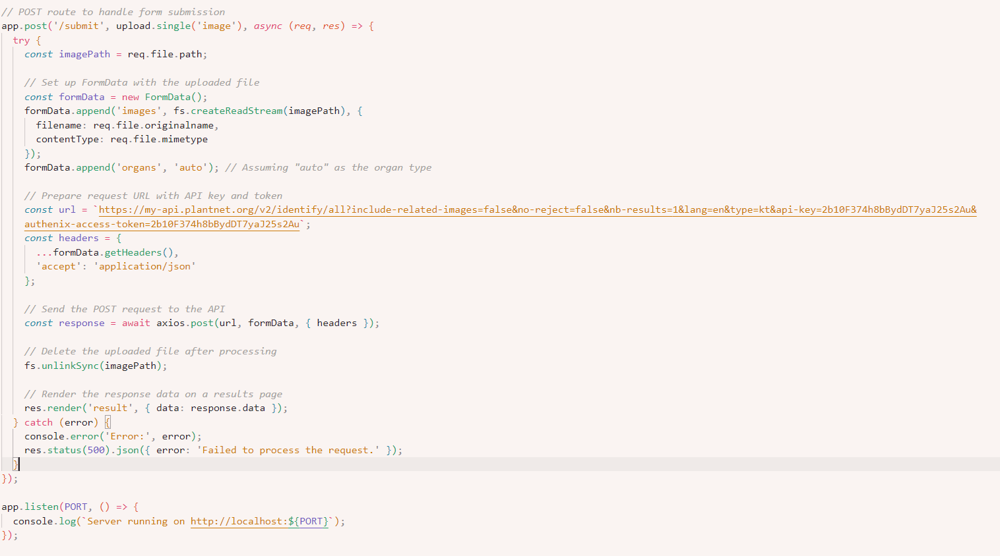 // POST route to handle form submission
app.post('/submit', upload.single('image'), async (req, res) => {
  try {
    const imagePath = req.file.path;

    // Set up FormData with the uploaded file
    const formData = new FormData();
    formData.append('images', fs.createReadStream(imagePath), {
      filename: req.file.originalname,
      contentType: req.file.mimetype
    });
    formData.append('organs', 'auto'); // Assuming "auto" as the organ type

    // Prepare request URL with API key and token
    const url = `https://my-api.plantnet.org/v2/identify/all?include-related-images=false&no-reject=false&nb-results=1&lang=en&type=kt&api-key=2b10F374h8bBydDT7yaJ25s2Au&
    authenix-access-token=2b10F374h8bBydDT7yaJ25s2Au`;
    const headers = {
      ...formData.getHeaders(),
      'accept': 'application/json'
    };

    // Send the POST request to the API
    const response = await axios.post(url, formData, { headers });

    // Delete the uploaded file after processing
    fs.unlinkSync(imagePath);

    // Render the response data on a results page
    res.render('result', { data: response.data });
  } catch (error) {
    console.error('Error:', error);
    res.status(500).json({ error: 'Failed to process the request.' });
  }
});

app.listen(PORT, () => {
  console.log(`Server running on http://localhost:${PORT}`);
});